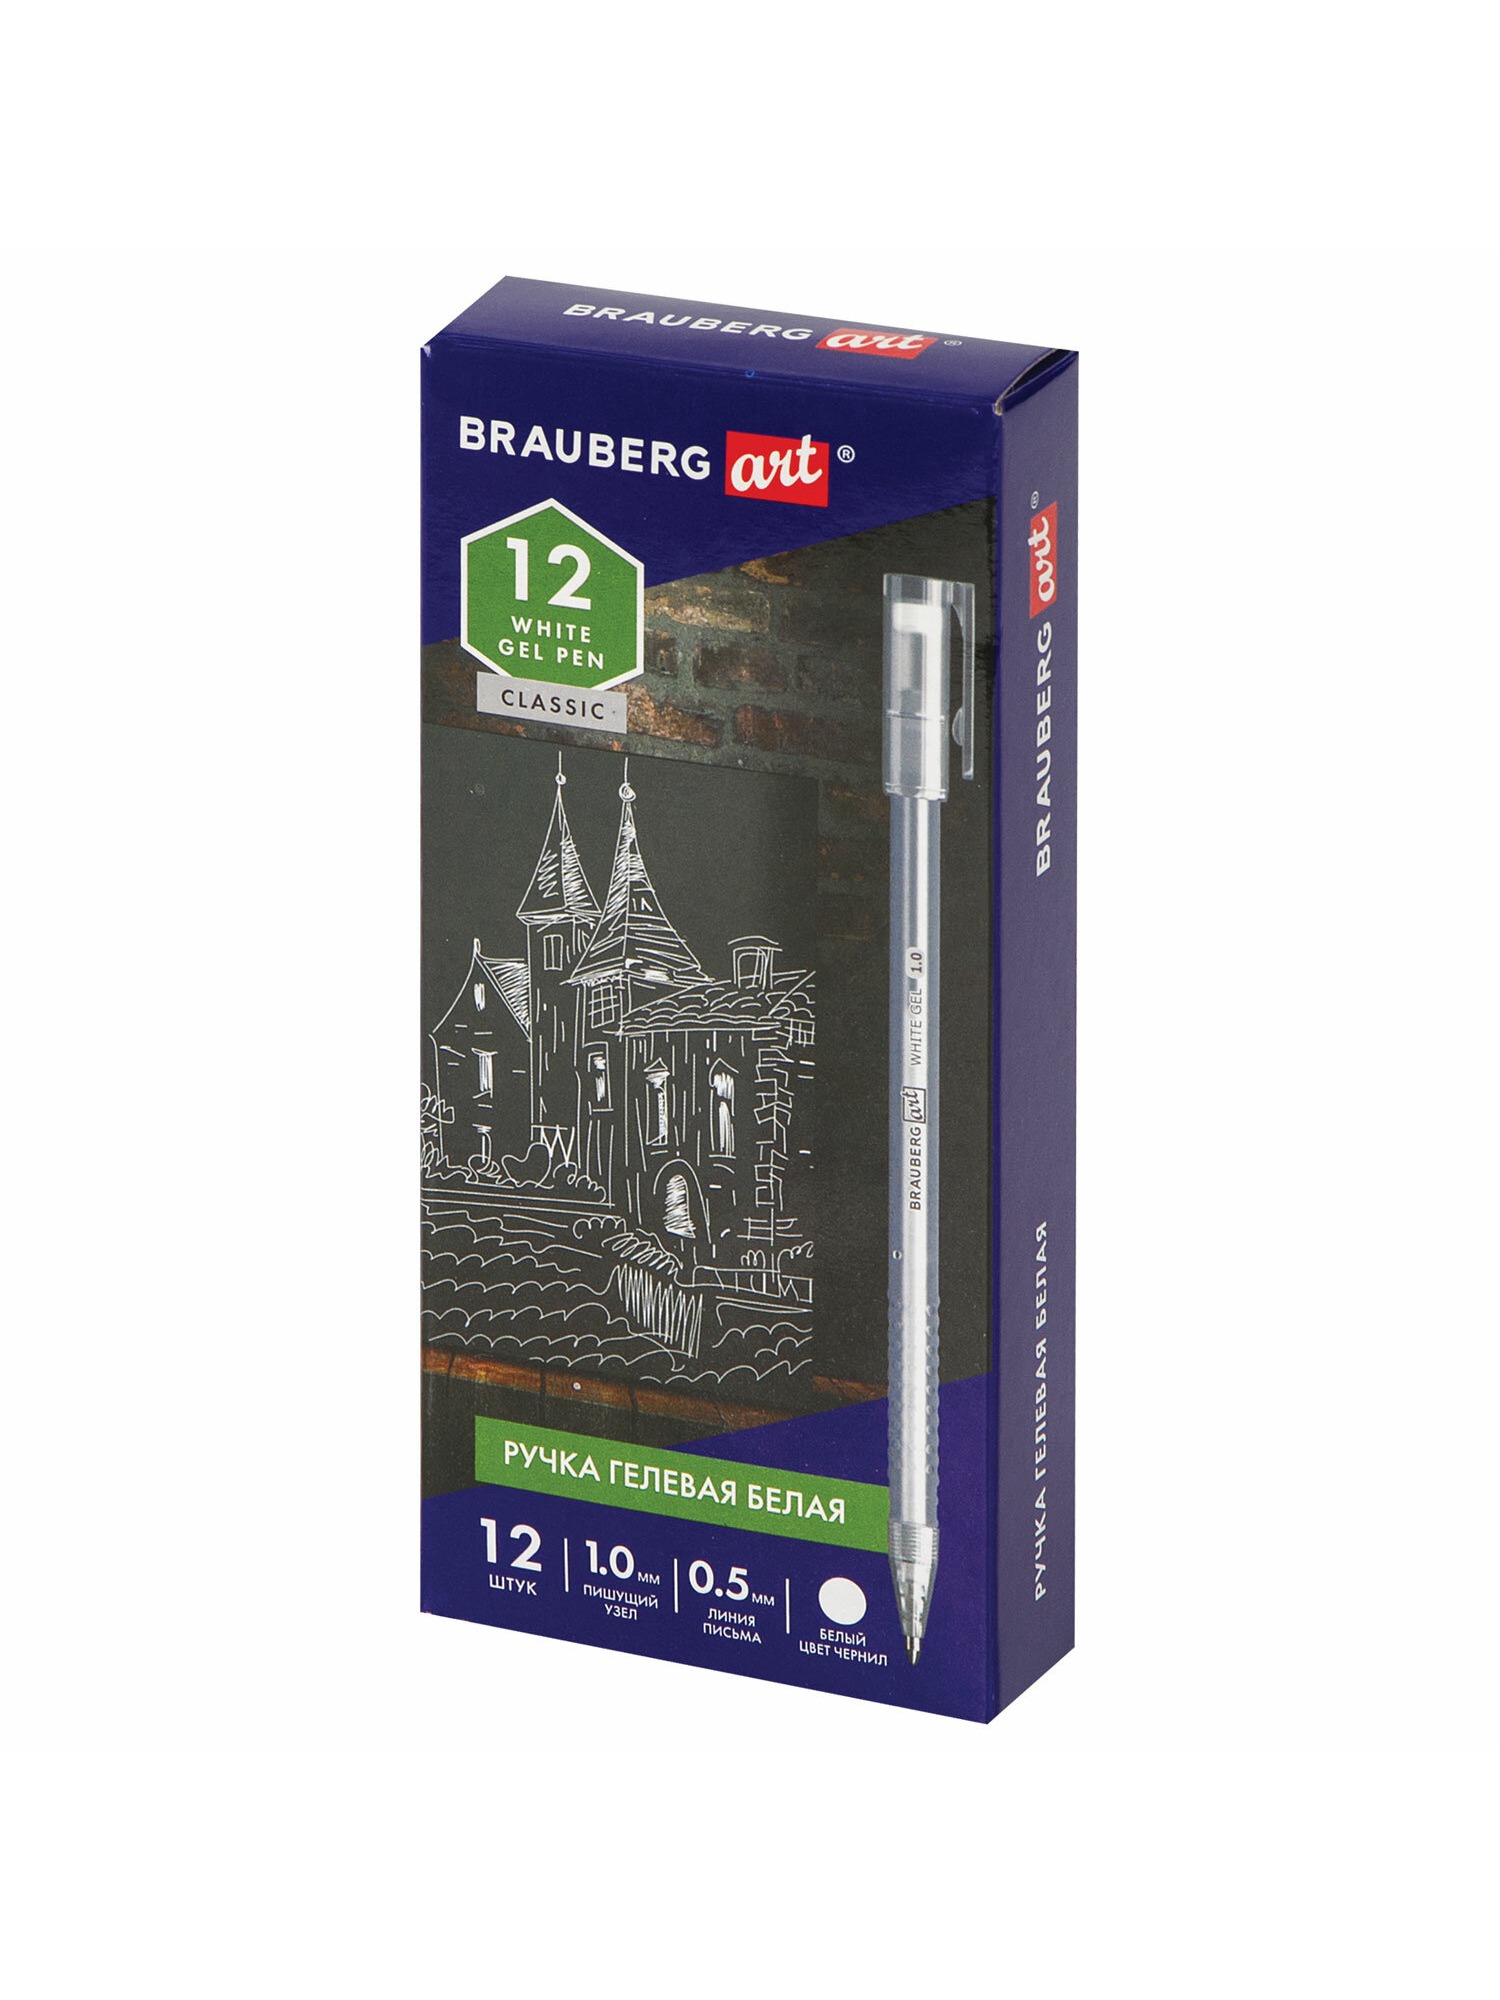 BRAUBERG art ®
BRAUBERG art ®
12
WHITE
GEL PEN
CLASSIC
BRAUBERG art WHITE GEL 1.0
РУЧКА ГЕЛЕВАЯ БЕЛАЯ
12
ШТУК
1.0 мм
ПИШУЩИЙ
УЗЕЛ
0.5 мм
ЛИНИЯ
ПИСЬМА
БЕЛЫЙ
ЦВЕТ ЧЕРНИЛ
BRAUBERG art ®
РУЧКА ГЕЛЕВАЯ БЕЛАЯ